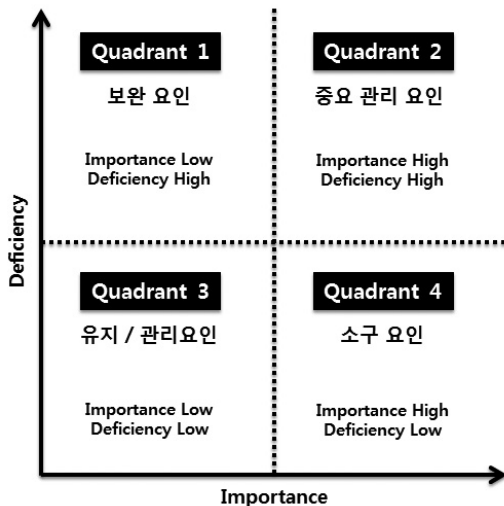 Quadrant 1
보완 요인
Importance Low
Deficiency High
Quadrant 2
중요 관리 요인
Importance High
Deficiency High
Deficiency
Quadrant 3
유지 / 관리요인
Importance Low
Deficiency Low
Quadrant 4
소구 요인
Importance High
Deficiency Low
Importance